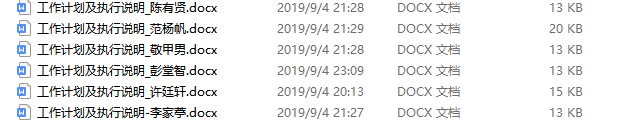 工作计划及执行说明_陈有贤.docx 2019/9/4 21:28 DOCX 文档 13 KB
工作计划及执行说明_范杨帆.docx 2019/9/4 21:29 DOCX 文档 20 KB
工作计划及执行说明_敬甲男.docx 2019/9/4 21:28 DOCX 文档 13 KB
工作计划及执行说明_彭堂智.docx 2019/9/4 23:09 DOCX 文档 13 KB
工作计划及执行说明_许廷轩.docx 2019/9/4 20:13 DOCX 文档 15 KB
工作计划及执行说明-李家葶.docx 2019/9/4 21:27 DOCX 文档 13 KB